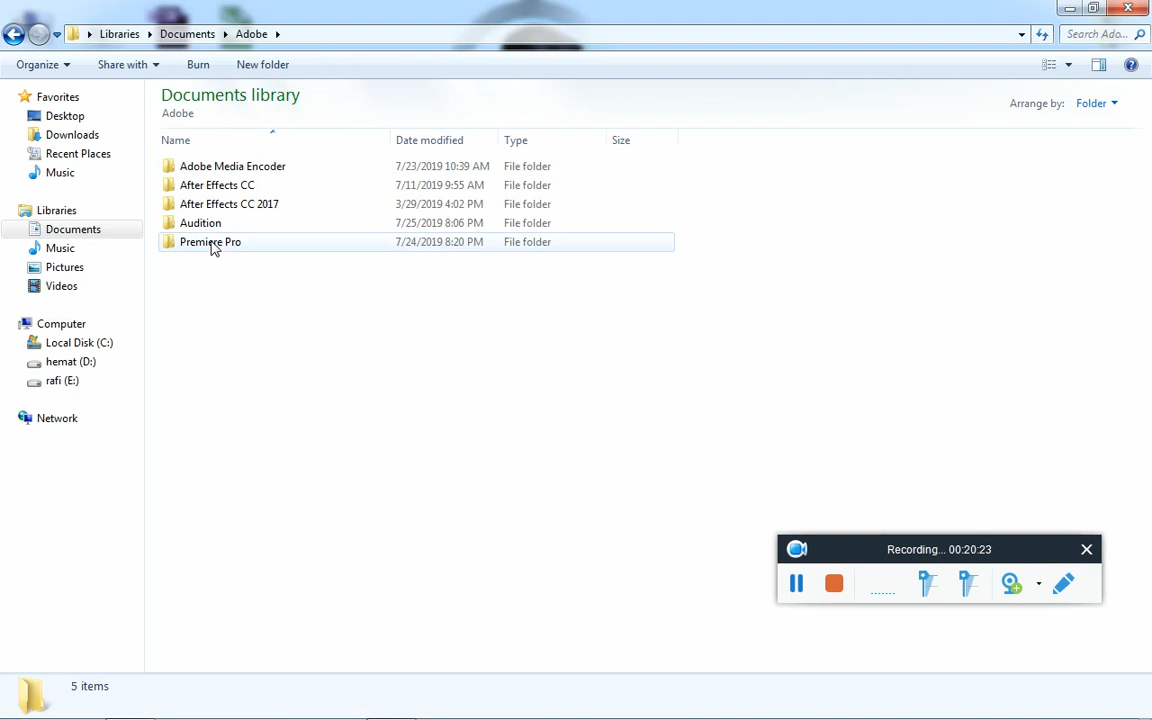 Libraries Documents Adobe
Search Ado...
Organize Share with Burn New folder
Favorites
Desktop
Downloads
Recent Places
Music
Libraries
Documents
Music
Pictures
Videos
Computer
Local Disk (C:)
hemat (D:)
rafi (E:)
Network
Documents library
Adobe
Arrange by: Folder
Name Date modified Type Size
Adobe Media Encoder 7/23/2019 10:39 AM File folder
After Effects CC 7/11/2019 9:55 AM File folder
After Effects CC 2017 3/29/2019 4:02 PM File folder
Audition 7/25/2019 8:06 PM File folder
Premiere Pro 7/24/2019 8:20 PM File folder
Recording... 00:20:23
5 items